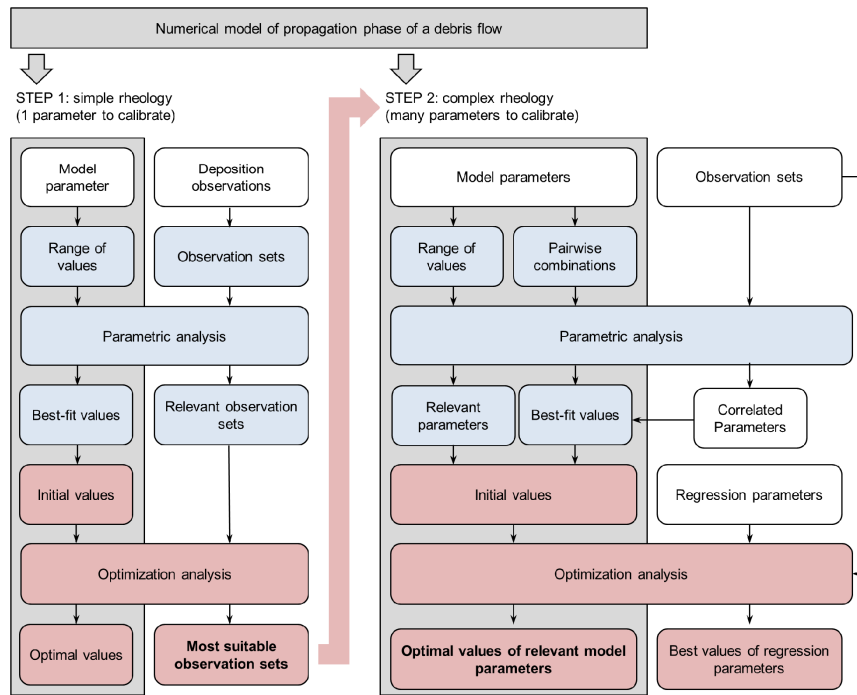 Numerical model of propagation phase of a debris flow
STEP 1: simple rheology
(1 parameter to calibrate)
Model
parameter
Deposition
observations
Range of
values
Observation sets
Parametric analysis
Best-fit values
Relevant observation
sets
Initial values
Optimization analysis
Optimal values
Most suitable
observation sets
STEP 2: complex rheology
(many parameters to calibrate)
Model parameters
Observation sets
Range of
values
Pairwise
combinations
Parametric analysis
Relevant
parameters
Best-fit values
Correlated
Parameters
Initial values
Regression parameters
Optimization analysis
Optimal values of relevant model
parameters
Best values of regression
parameters